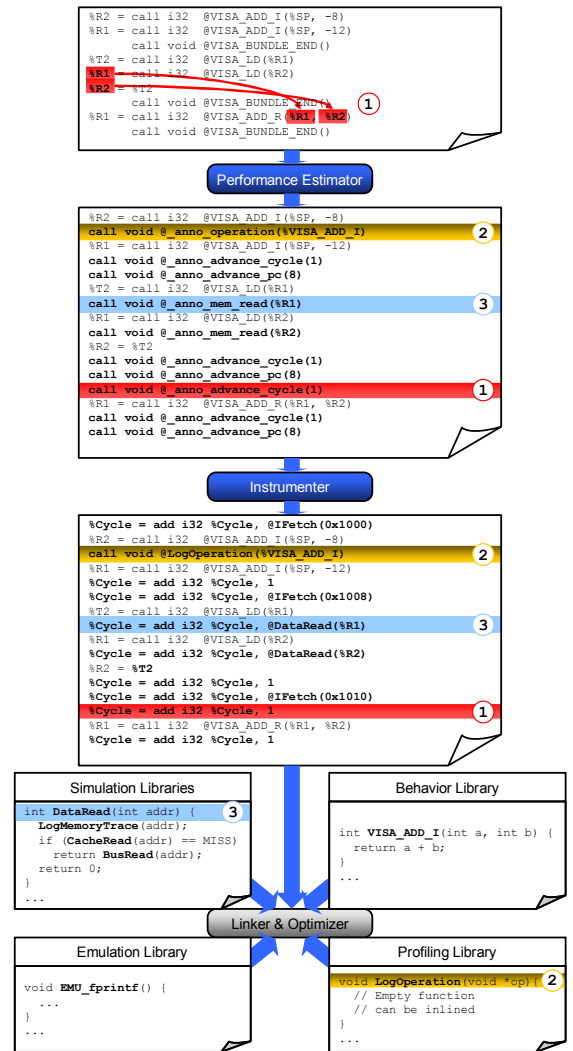 %R2 = call i32  @VISA_ADD_I(%SP, -8)
%R1 = call i32  @VISA_ADD_I(%SP, -12)
call void @VISA_BUNDLE_END()
%T2 = call i32  @VISA_LD(%R1)
%R1 = call i32  @VISA_LD(%R2)
%R2 = %T2
call void @VISA_BUNDLE_END()
1
%R1 = call i32  @VISA_ADD_R(%R1, %R2)
call void @VISA_BUNDLE_END()
Performance Estimator
%R2 = call i32  @VISA_ADD_I(%SP, -8)
call void @_anno_operation(%VISA_ADD_I) 2
%R1 = call i32  @VISA_ADD_I(%SP, -12)
call void @_anno_advance_cycle(1)
call void @_anno_advance_pc(8)
%T2 = call i32  @VISA_LD(%R1)
call void @_anno_mem_read(%R1) 3
%R1 = call i32  @VISA_LD(%R2)
call void @_anno_mem_read(%R2)
%R2 = %T2
call void @_anno_advance_cycle(1)
call void @_anno_advance_pc(8)
call void @_anno_advance_cycle(1) 1
%R1 = call i32  @VISA_ADD_R(%R1, %R2)
call void @_anno_advance_cycle(1)
call void @_anno_advance_pc(8)
Instrumenter
%Cycle = add i32 %Cycle, @IFetch(0x1000)
%R2 = call i32  @VISA_ADD_I(%SP, -8)
call void @LogOperation(%VISA_ADD_I) 2
%R1 = call i32  @VISA_ADD_I(%SP, -12)
%Cycle = add i32 %Cycle, 1
%Cycle = add i32 %Cycle, @IFetch(0x1008)
%T2 = call i32  @VISA_LD(%R1)
%Cycle = add i32 %Cycle, @DataRead(%R1) 3
%R1 = call i32  @VISA_LD(%R2)
%Cycle = add i32 %Cycle, @DataRead(%R2)
%R2 = %T2
%Cycle = add i32 %Cycle, 1
%Cycle = add i32 %Cycle, @IFetch(0x1010)
%Cycle = add i32 %Cycle, 1 1
%R1 = call i32  @VISA_ADD_R(%R1, %R2)
%Cycle = add i32 %Cycle, 1
Simulation Libraries
int DataRead(int addr) { 3
LogMemoryTrace(addr);
if (CacheRead(addr) == MISS)
return BusRead(addr);
return 0;
}
...
Behavior Library
int VISA_ADD_I(int a, int b) {
return a + b;
}
...
Linker & Optimizer
Emulation Library
void EMU_fprintf() {
...
}
...
Profiling Library
void LogOperation(void *op){ 2
// Empty function
// can be inlined
}
...